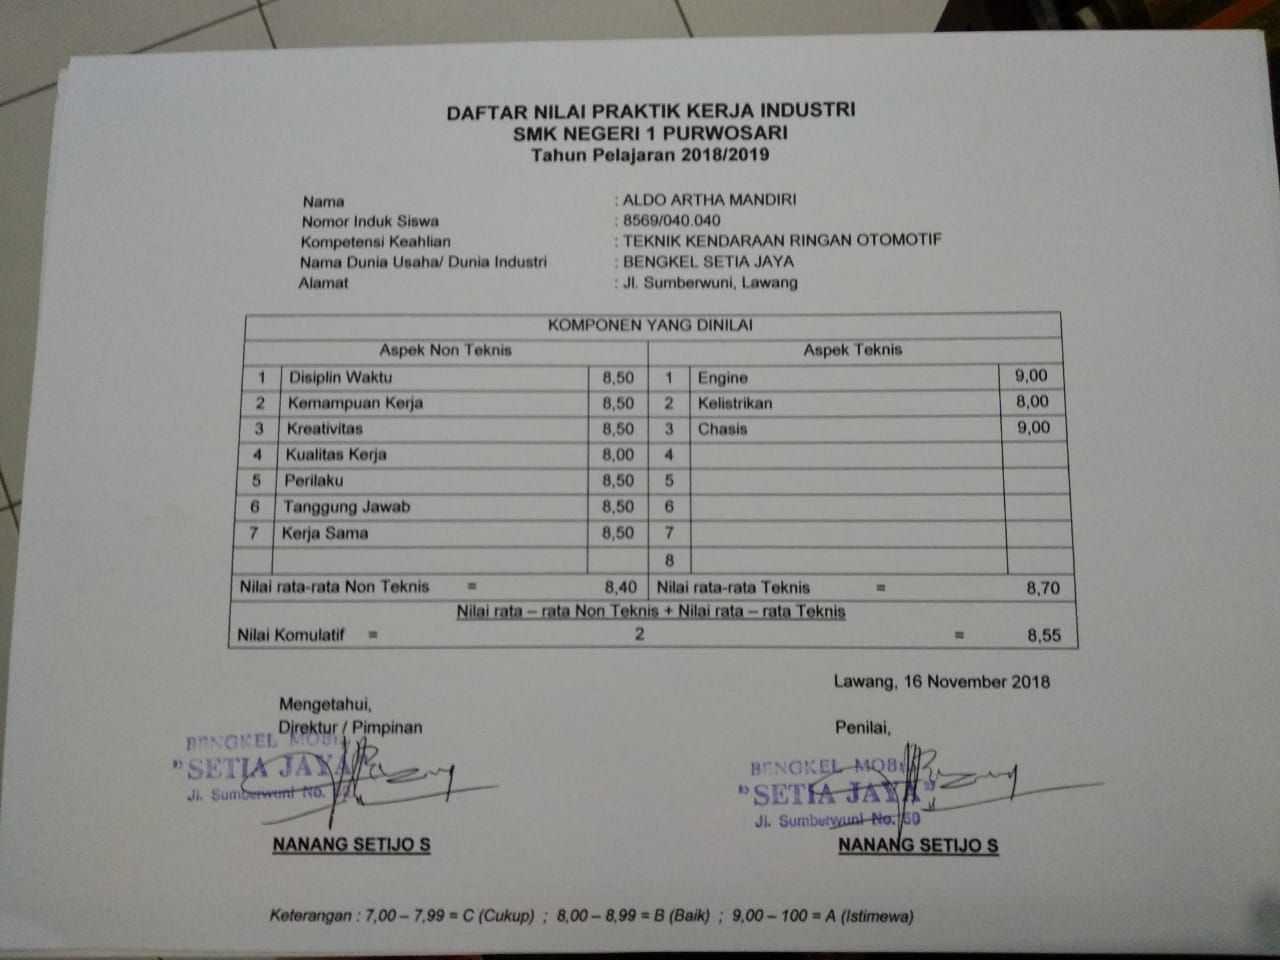 DAFTAR NILAI PRAKTIK KERJA INDUSTRI
SMK NEGERI 1 PURWOSARI
Tahun Pelajaran 2018/2019
Nama : ALDO ARTHA MANDIRI
Nomor Induk Siswa : 8569/040.040
Kompetensi Keahlian : TEKNIK KENDARAAN RINGAN OTOMOTIF
Nama Dunia Usaha/ Dunia Industri : BENGKEL SETIA JAYA
Alamat : Jl. Sumberwuni, Lawang
KOMPONEN YANG DINILAI
Aspek Non Teknis Aspek Teknis
1 Disiplin Waktu 8,50 1 Engine 9,00
2 Kemampuan Kerja 8,50 2 Kelistrikan 8,00
3 Kreativitas 8,50 3 Chasis 9,00
4 Kualitas Kerja 8,00 4
5 Perilaku 8,50 5
6 Tanggung Jawab 8,50 6
7 Kerja Sama 8,50 7
8
Nilai rata-rata Non Teknis = 8,40 Nilai rata-rata Teknis = 8,70
Nilai rata – rata Non Teknis + Nilai rata – rata Teknis
Nilai Komulatif = 2 = 8,55
Lawang, 16 November 2018
Mengetahui,
Direktur / Pimpinan Penilai,
BENGKEL MOBIL
"SETIA JAYA"
Jl. Sumberwuni No.
BENGKEL MOBIL
"SETIA JAYA"
Jl. Sumberwuni No. 60
NANANG SETIJO S NANANG SETIJO S
Keterangan : 7,00 – 7,99 = C (Cukup) ; 8,00 – 8,99 = B (Baik) ; 9,00 – 100 = A (Istimewa)